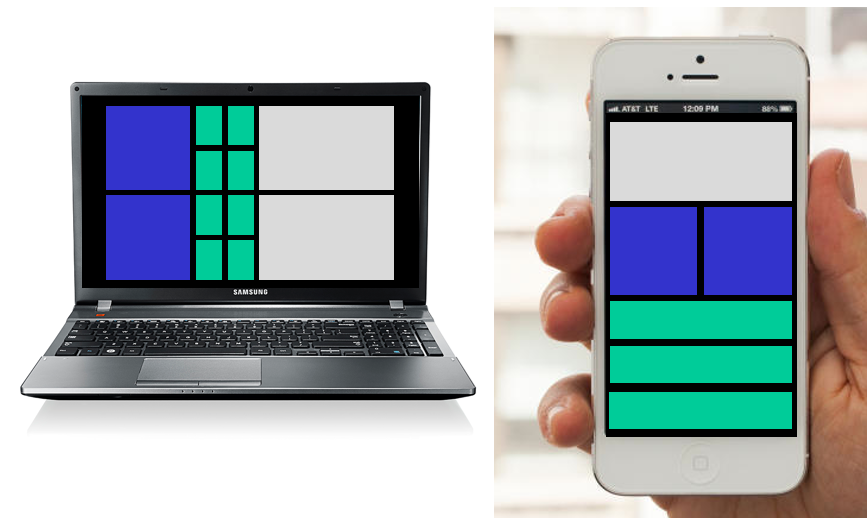 SAMSUNG
AT&T LTE 12:09 PM 88%